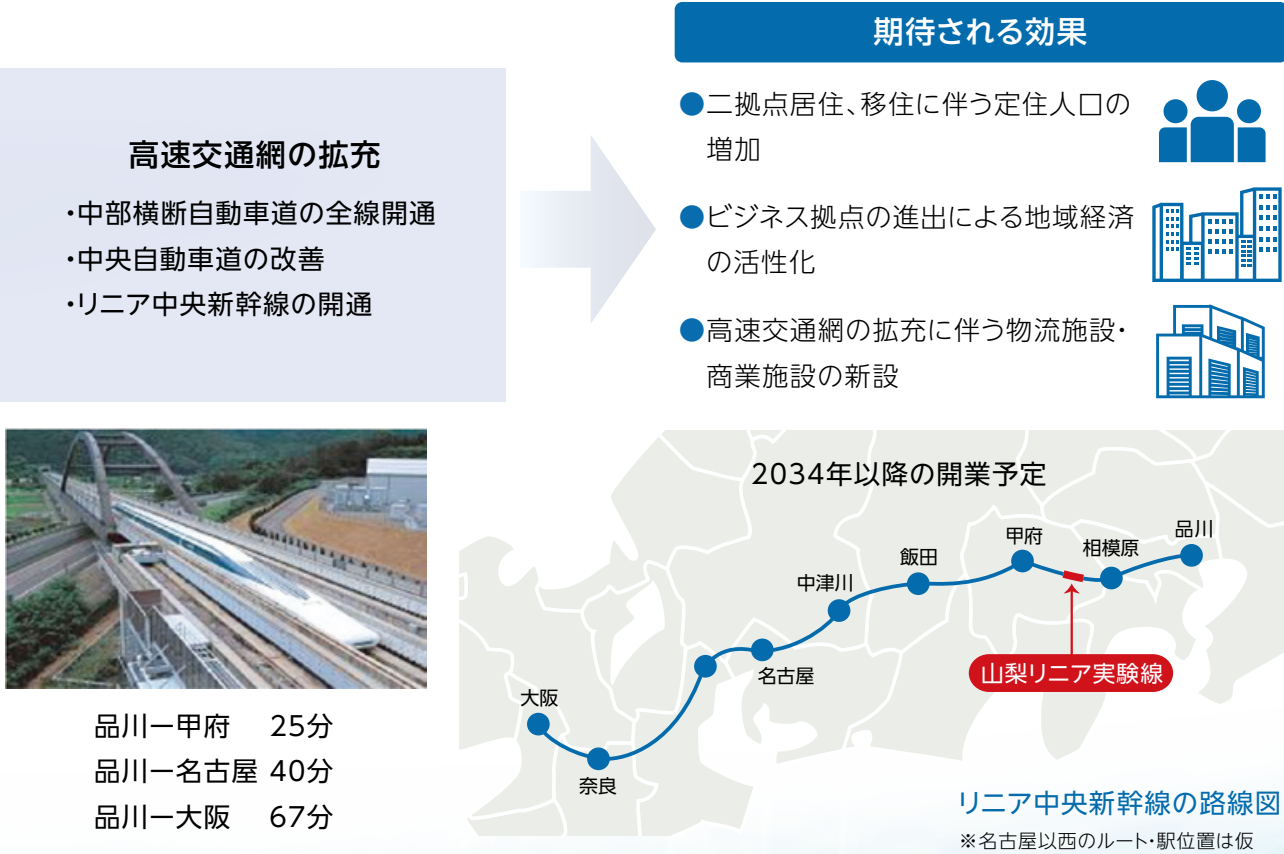 高速交通網の拡充
・中部横断自動車道の全線開通
・中央自動車道の改善
・リニア中央新幹線の開通
期待される効果
●二拠点居住、移住に伴う定住人口の
増加
●ビジネス拠点の進出による地域経済
の活性化
●高速交通網の拡充に伴う物流施設・
商業施設の新設
品川ー甲府 25分
品川ー名古屋 40分
品川ー大阪 67分
2034年以降の開業予定
品川
相模原
甲府
飯田
中津川
名古屋
大阪
奈良
山梨リニア実験線
リニア中央新幹線の路線図
※名古屋以西のルート・駅位置は仮